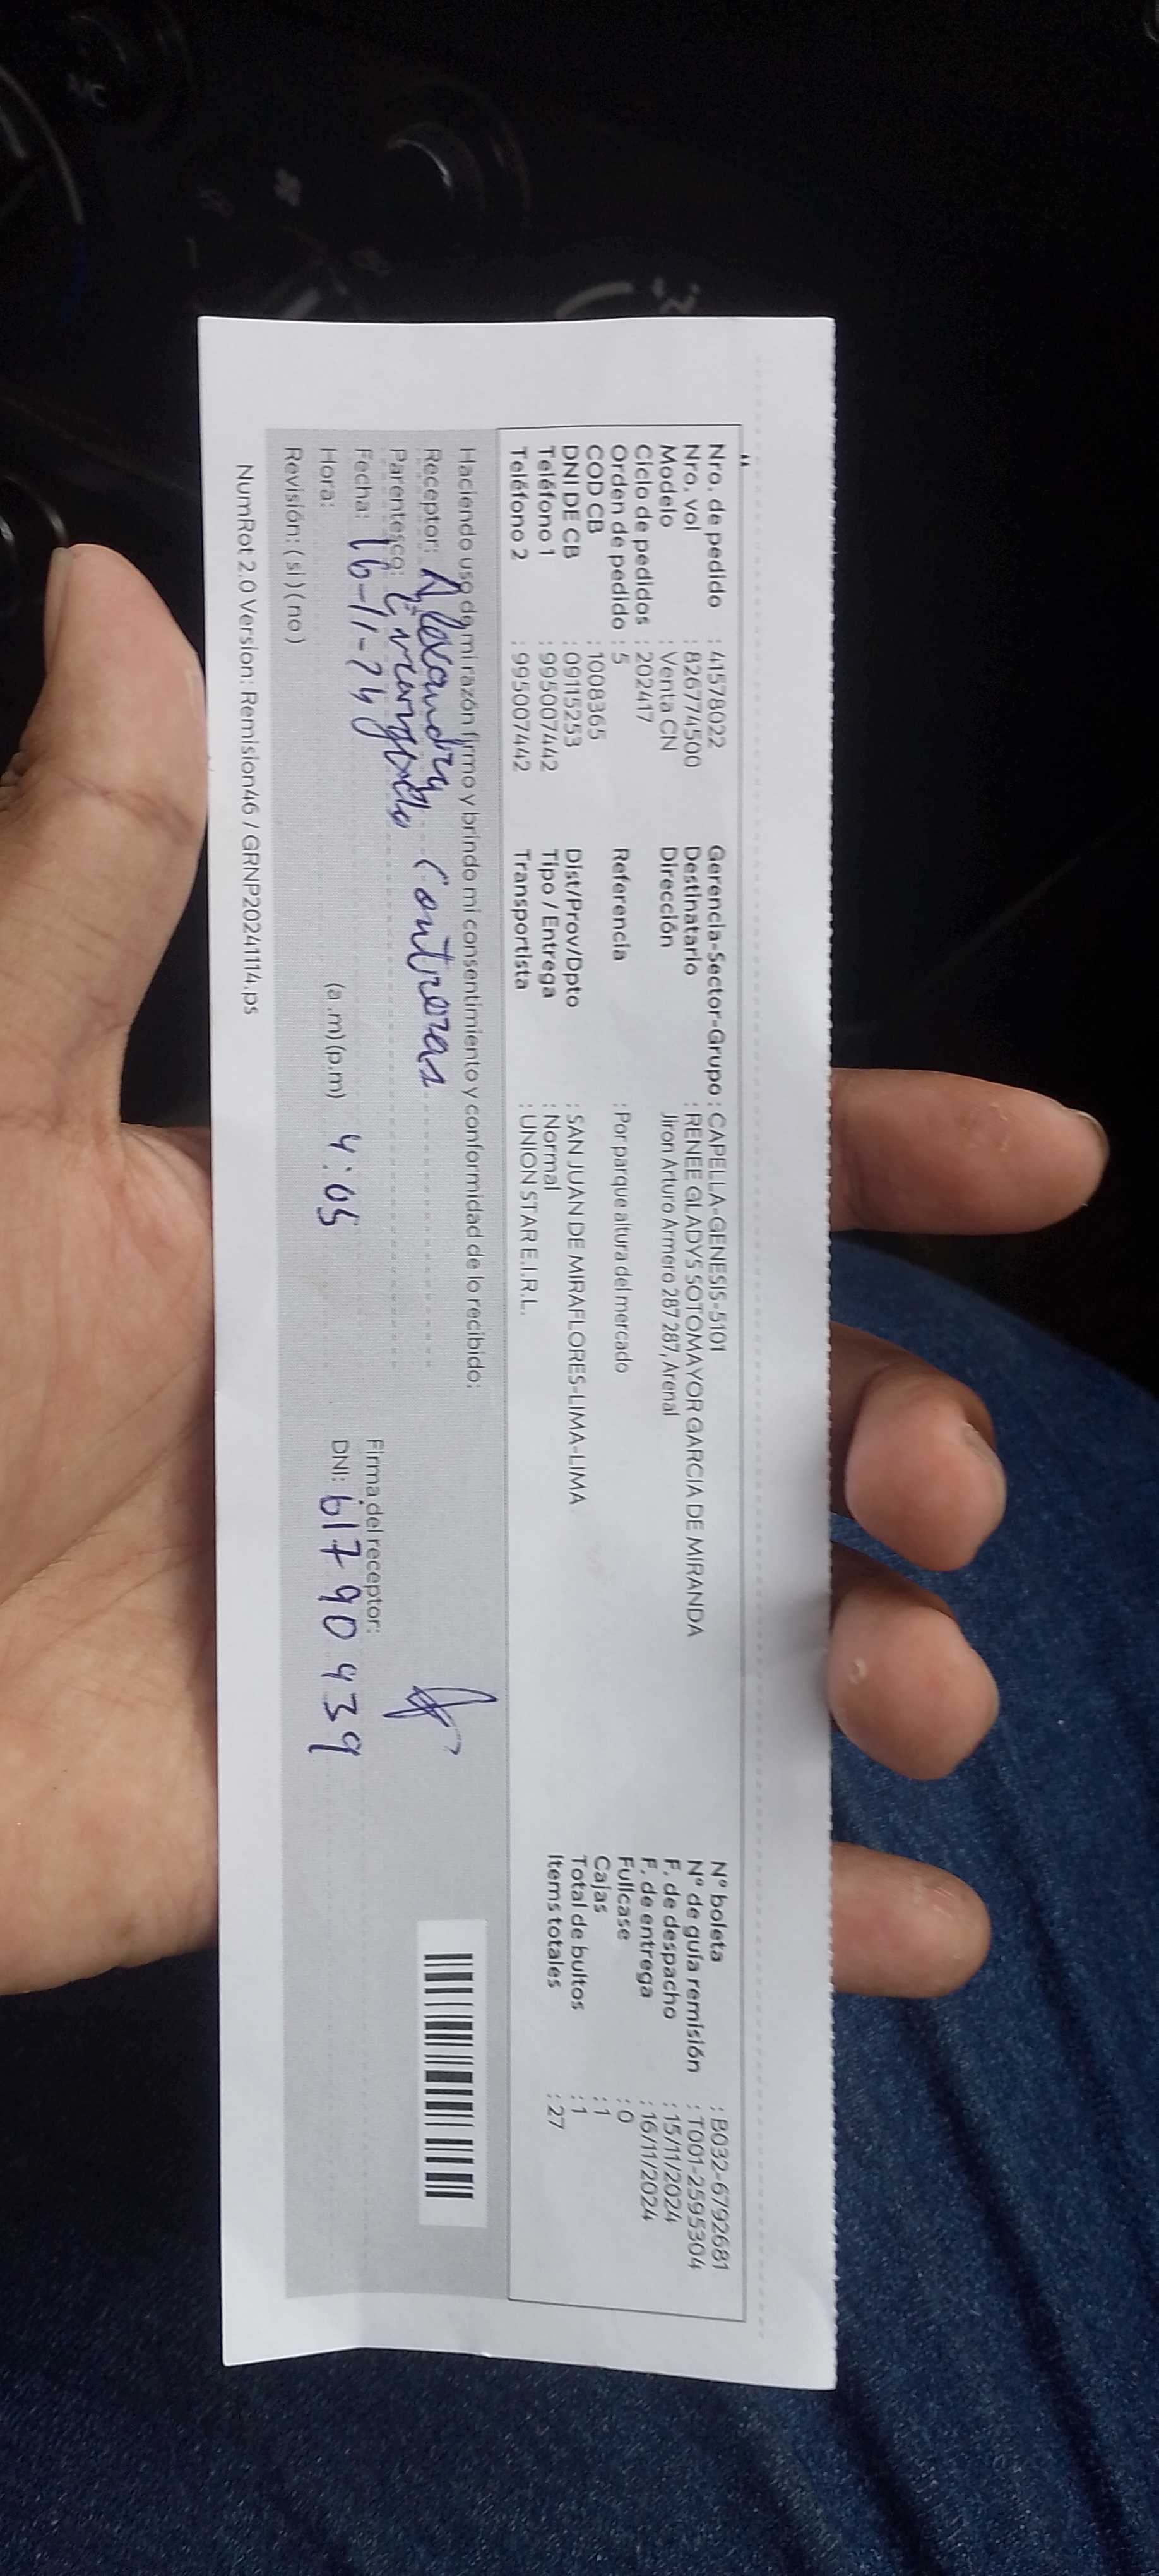 Nro. de pedido : 41578022 Gerencia-Sector-Grupo : CAPELLA-GENESIS-5101 N° boleta : B032-6792681
Nro. vol : 826774500 Destinatario : RENEE GLADYS SOTOMAYOR GARCIA DE MIRANDA N° de guía remisión : T001-2595304
Modelo : Venta CN Dirección Jiron Arturo Armero 287 287, Arenal F. de despacho : 15/11/2024
Ciclo de pedidos : 202417 F. de entrega : 16/11/2024
Orden de pedido : 5 Referencia : Por parque altura del mercado Fullcase : 0
COD CB : 1008365 Cajas : 1
DNI DE CB : 09115253 Dist/Prov/Dpto : SAN JUAN DE MIRAFLORES-LIMA-LIMA Total de bultos : 1
Teléfono 1 : 995007442 Tipo / Entrega : Normal Items totales : 27
Teléfono 2 : 995007442 Transportista : UNION STAR E.I.R.L.
Haciendo uso de mi razón firmo y brindo mi consentimiento y conformidad de lo recibido:
Receptor: Alexandra Contreras
Parentesco:
Fecha: 16-11-24 Firma del receptor:
Hora: (a.m)(p.m) 4:05 DNI: 61790439
Revisión: ( si ) ( no )
NumRot 2.0 Version: Remision46 / GRNP20241114.ps